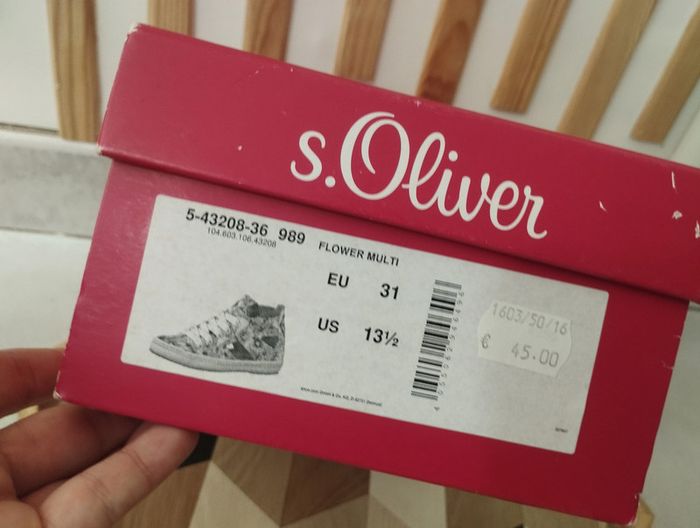 s.Oliver
5-43208-36 989 FLOWER MULTI
104.603.106.43208
EU 31
US 13½
1603/50/16
€ 45.00